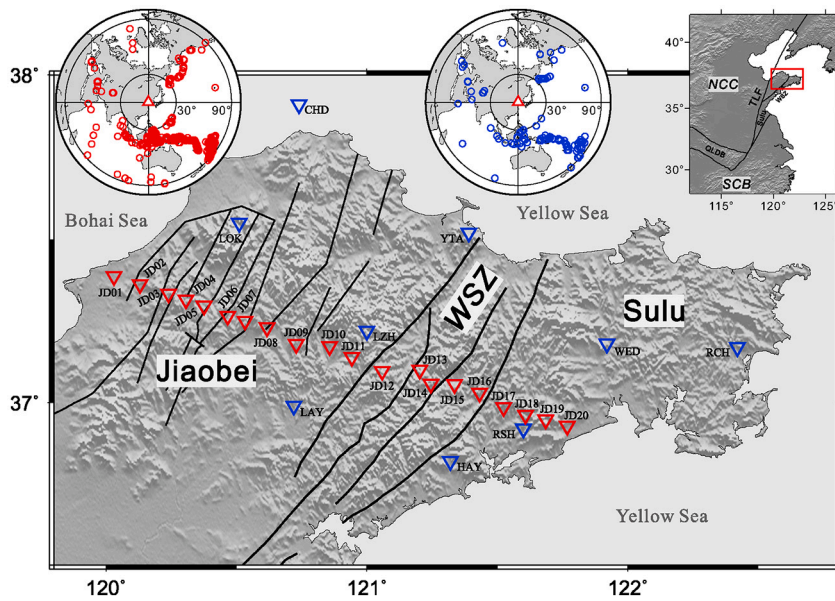 30° 90°
30° 90°
40°
35°
30°
115° 120° 125°
NCC
TLF
WSZ
Sulu
QLDB
SCB
38°
37°
CHD
Bohai Sea
Yellow Sea
LOK
YTA
JD01
JD02
JD03
JD04
JD05
JD06
JD07
JD08
JD09
JD10
JD11
LZH
WSZ
Sulu
WED
RCH
Jiaobei
JD12
JD13
JD14
JD15
JD16
JD17
JD18
JD19
JD20
LAY
RSH
HAY
Yellow Sea
120° 121° 122°